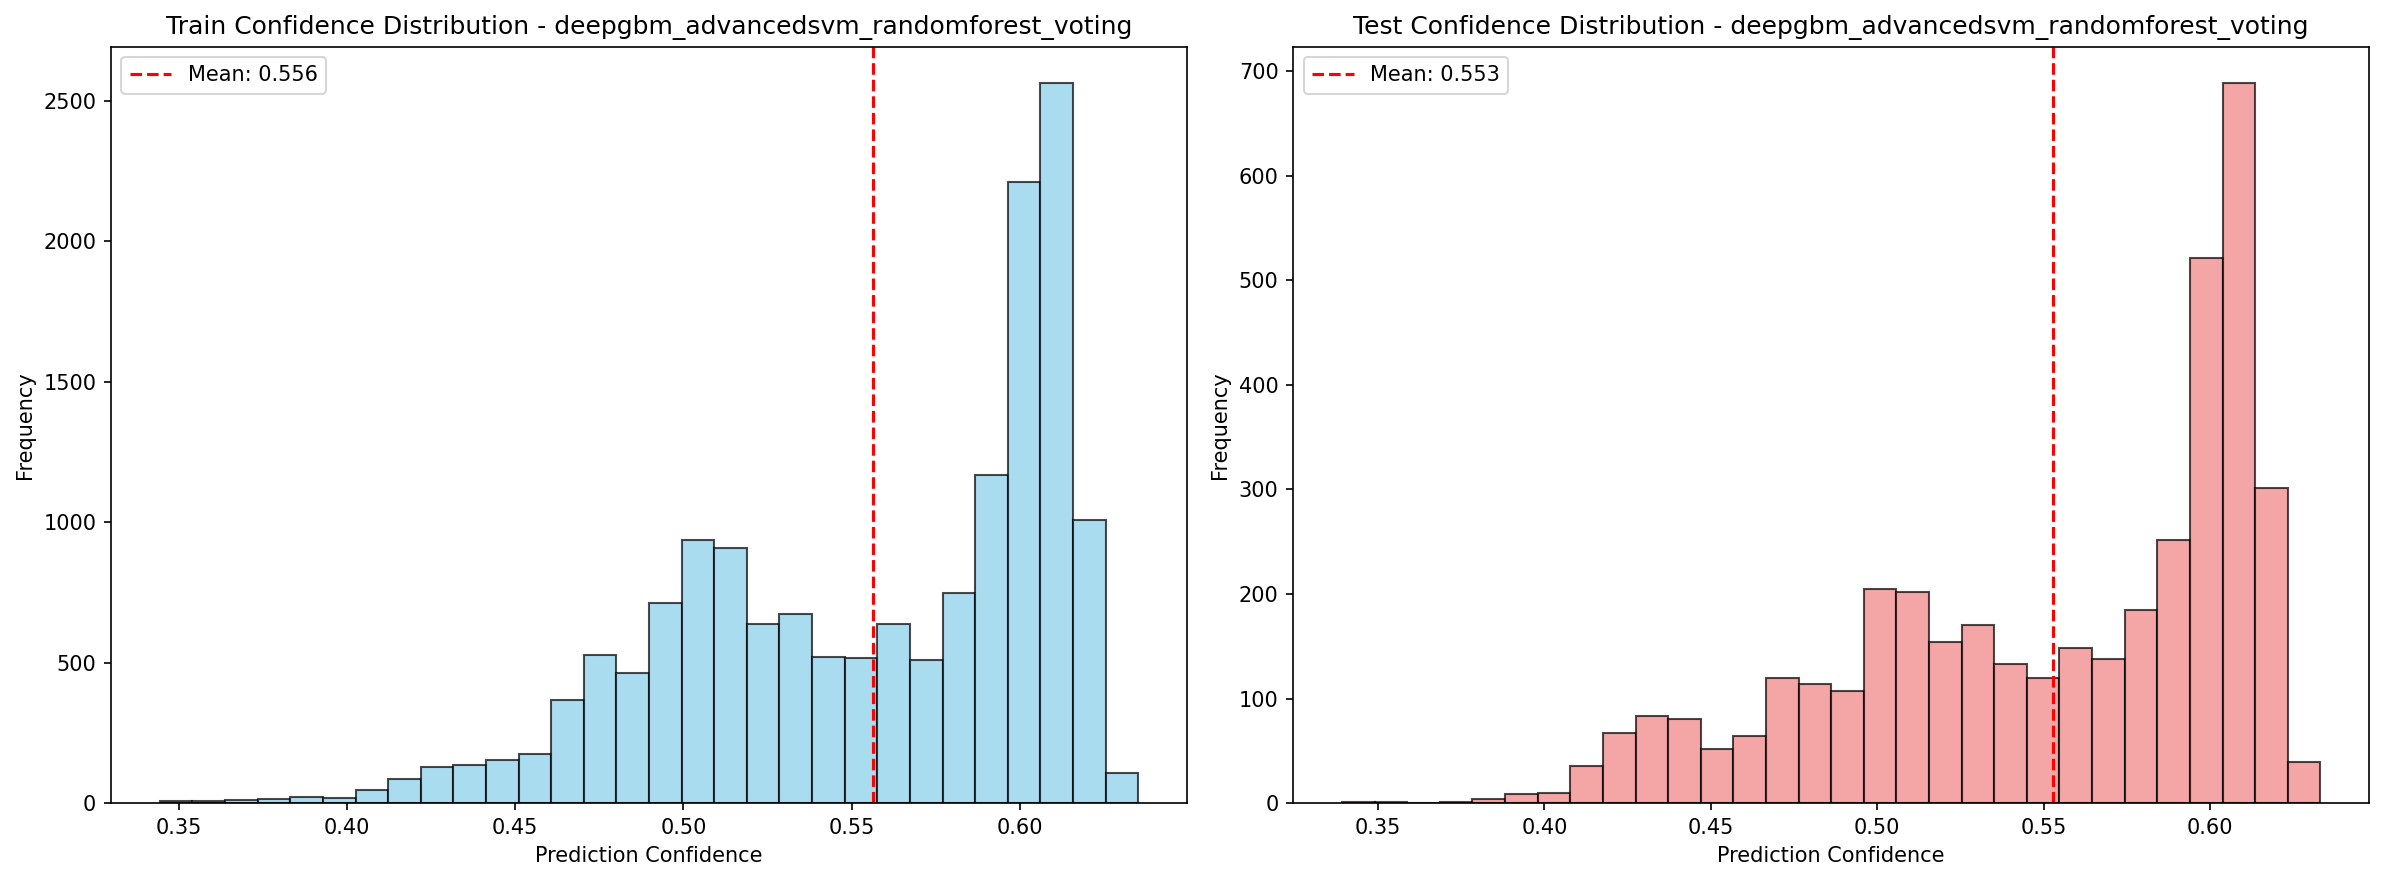 Train Confidence Distribution - deepgbm_advancedsvm_randomforest_voting
Mean: 0.556
Frequency
2500
2000
1500
1000
500
0
0.35 0.40 0.45 0.50 0.55 0.60
Prediction Confidence
Test Confidence Distribution - deepgbm_advancedsvm_randomforest_voting
Mean: 0.553
Frequency
700
600
500
400
300
200
100
0
0.35 0.40 0.45 0.50 0.55 0.60
Prediction Confidence